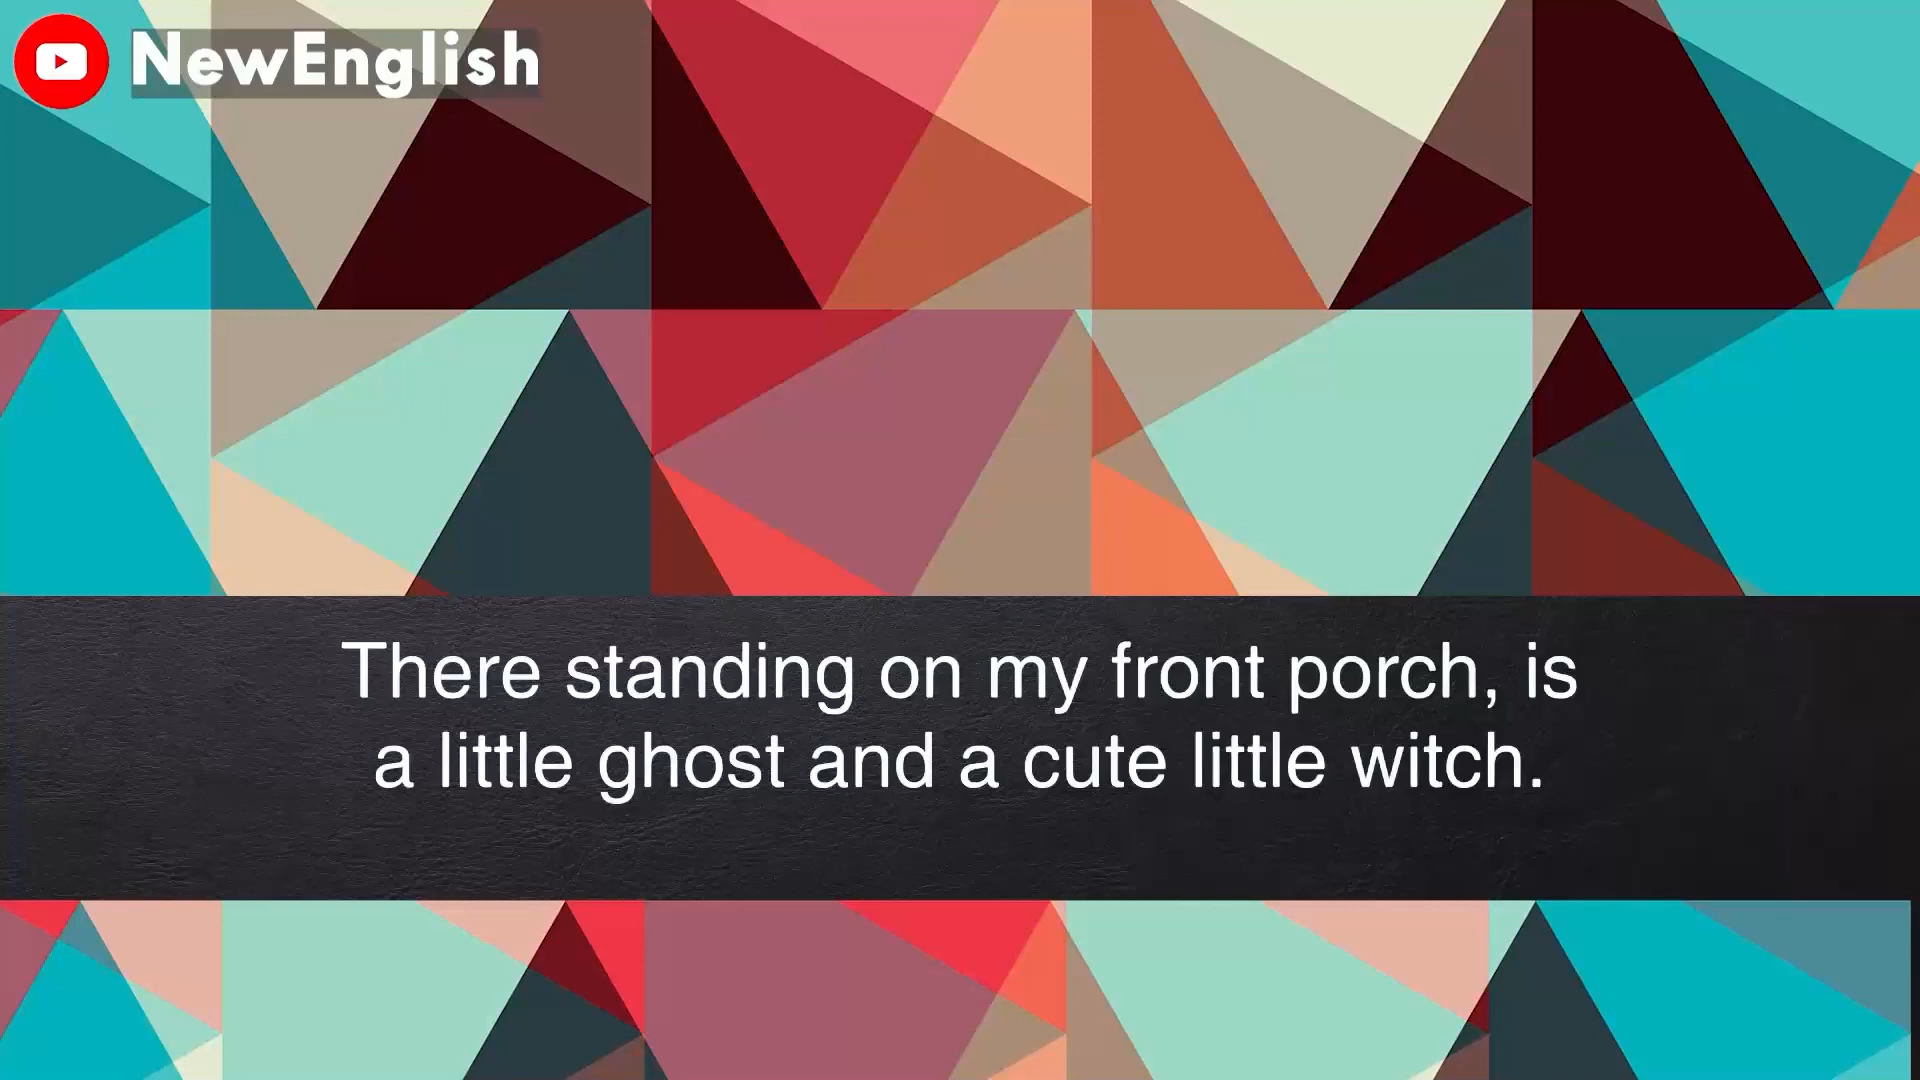 NewEnglish
There standing on my front porch, is
a little ghost and a cute little witch.